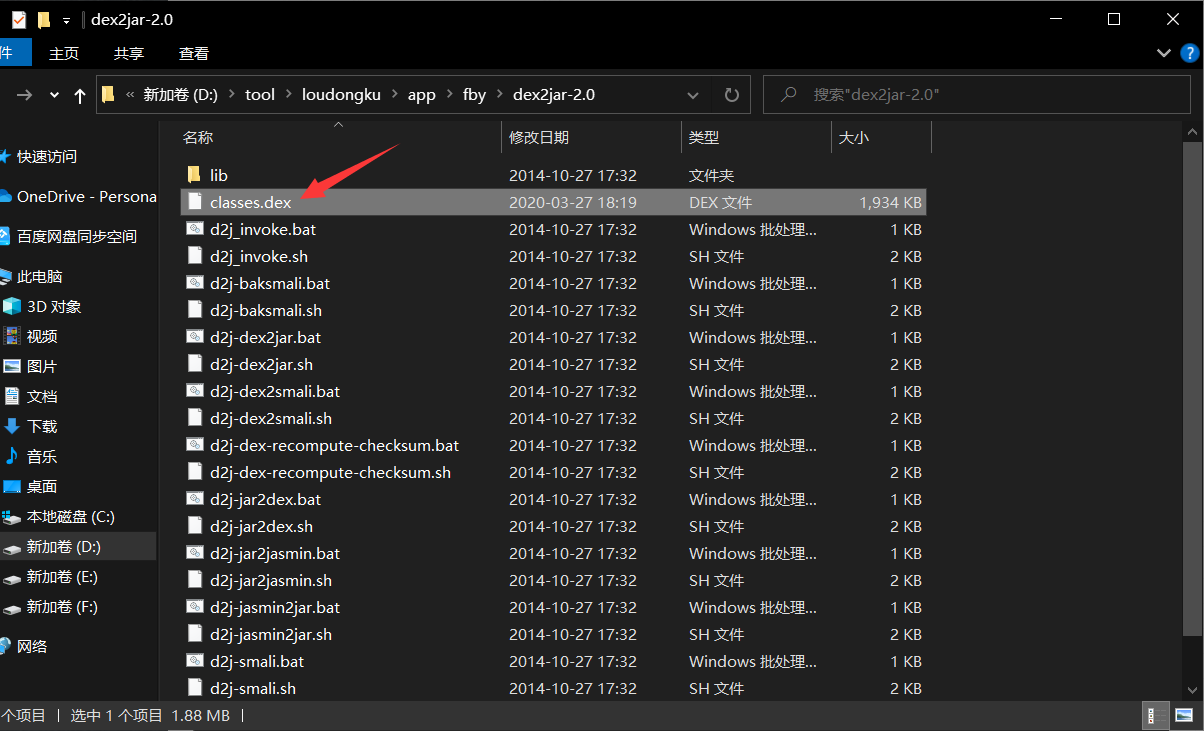 dex2jar-2.0
件 主页 共享 查看
« 新加卷 (D:) > tool > loudongku > app > fby > dex2jar-2.0
搜索"dex2jar-2.0"
快速访问
OneDrive - Persona
百度网盘同步空间
此电脑
3D 对象
视频
图片
文档
下载
音乐
桌面
本地磁盘 (C:)
新加卷 (D:)
新加卷 (E:)
新加卷 (F:)
网络
名称 修改日期 类型 大小
lib 2014-10-27 17:32 文件夹
classes.dex 2020-03-27 18:19 DEX 文件 1,934 KB
d2j_invoke.bat 2014-10-27 17:32 Windows 批处理... 1 KB
d2j_invoke.sh 2014-10-27 17:32 SH 文件 2 KB
d2j-baksmali.bat 2014-10-27 17:32 Windows 批处理... 1 KB
d2j-baksmali.sh 2014-10-27 17:32 SH 文件 2 KB
d2j-dex2jar.bat 2014-10-27 17:32 Windows 批处理... 1 KB
d2j-dex2jar.sh 2014-10-27 17:32 SH 文件 2 KB
d2j-dex2smali.bat 2014-10-27 17:32 Windows 批处理... 1 KB
d2j-dex2smali.sh 2014-10-27 17:32 SH 文件 2 KB
d2j-dex-recompute-checksum.bat 2014-10-27 17:32 Windows 批处理... 1 KB
d2j-dex-recompute-checksum.sh 2014-10-27 17:32 SH 文件 2 KB
d2j-jar2dex.bat 2014-10-27 17:32 Windows 批处理... 1 KB
d2j-jar2dex.sh 2014-10-27 17:32 SH 文件 2 KB
d2j-jar2jasmin.bat 2014-10-27 17:32 Windows 批处理... 1 KB
d2j-jar2jasmin.sh 2014-10-27 17:32 SH 文件 2 KB
d2j-jasmin2jar.bat 2014-10-27 17:32 Windows 批处理... 1 KB
d2j-jasmin2jar.sh 2014-10-27 17:32 SH 文件 2 KB
d2j-smali.bat 2014-10-27 17:32 Windows 批处理... 1 KB
d2j-smali.sh 2014-10-27 17:32 SH 文件 2 KB
个项目 | 选中 1 个项目 1.88 MB |